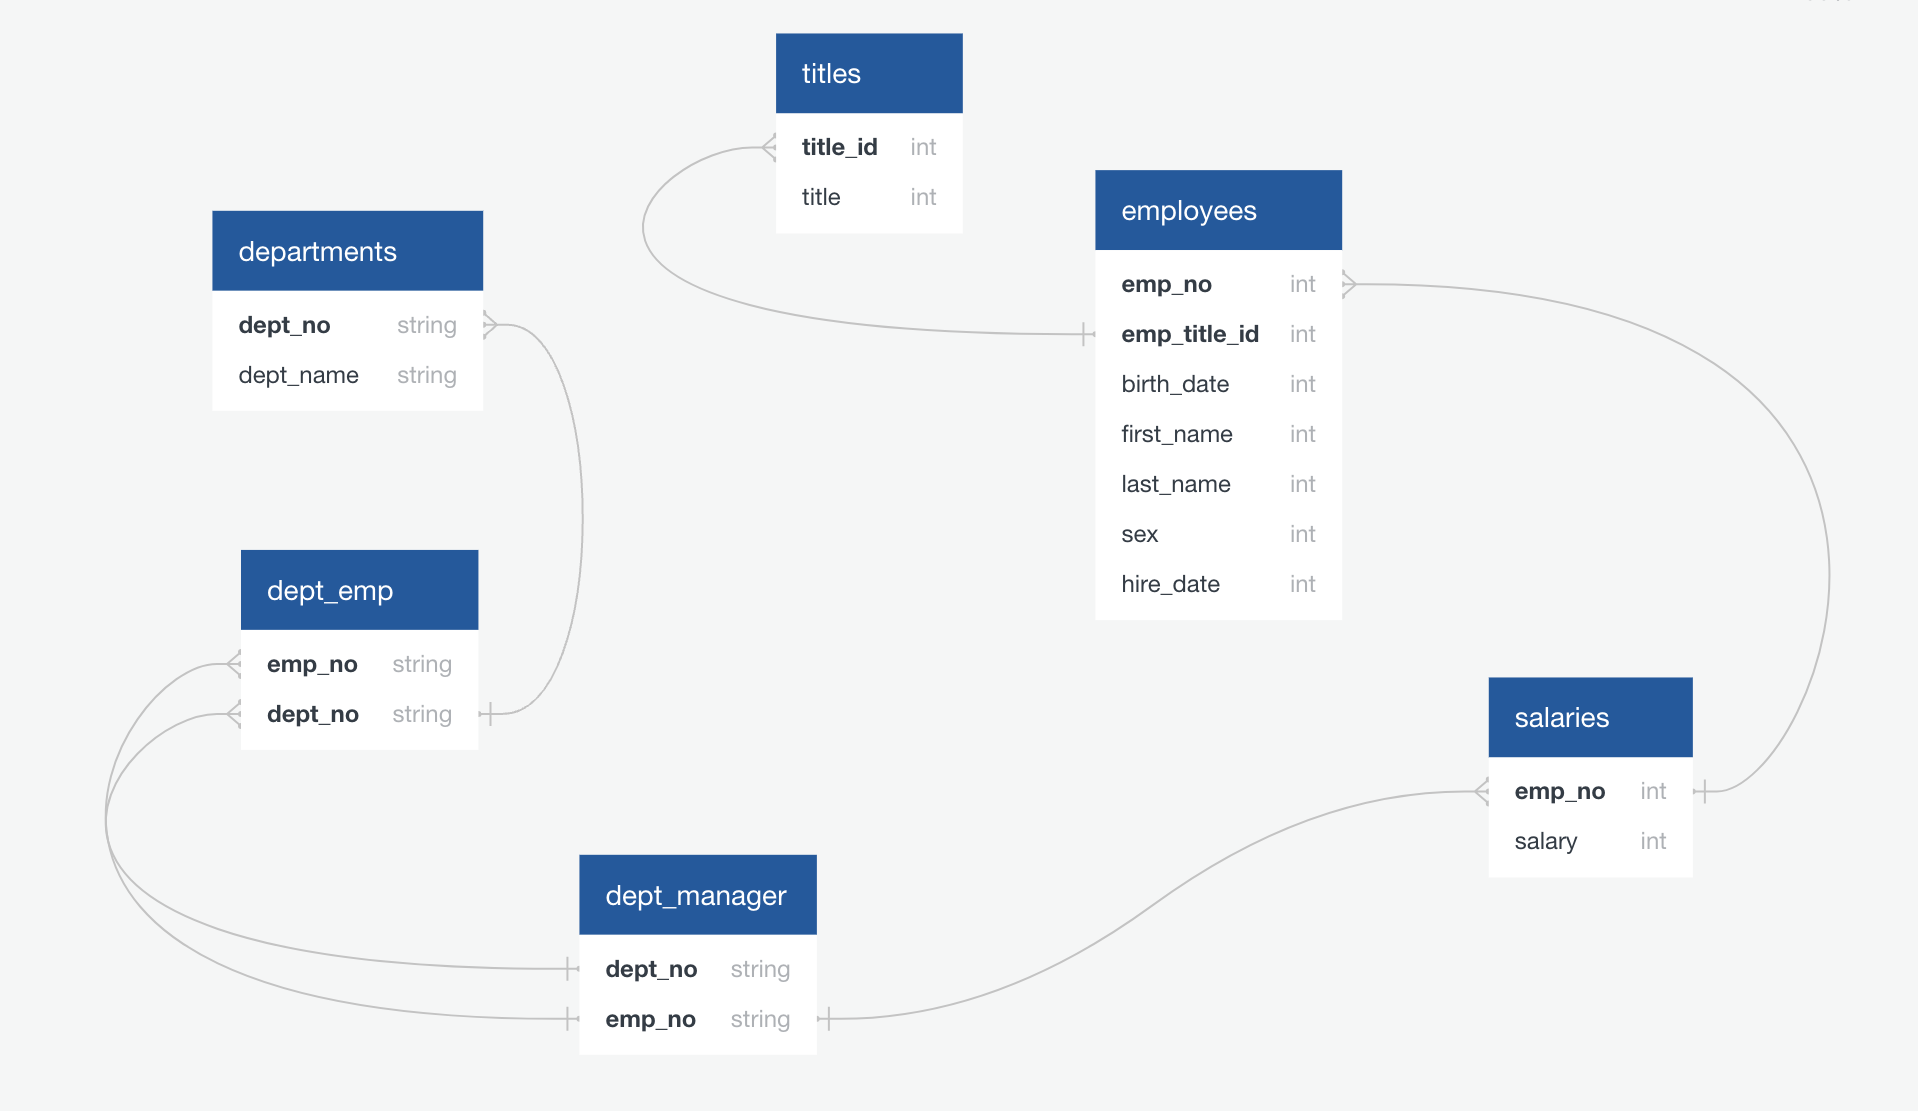 titles
title_id int
title int
employees
emp_no int
emp_title_id int
birth_date int
first_name int
last_name int
sex int
hire_date int
departments
dept_no string
dept_name string
dept_emp
emp_no string
dept_no string
salaries
emp_no int
salary int
dept_manager
dept_no string
emp_no string